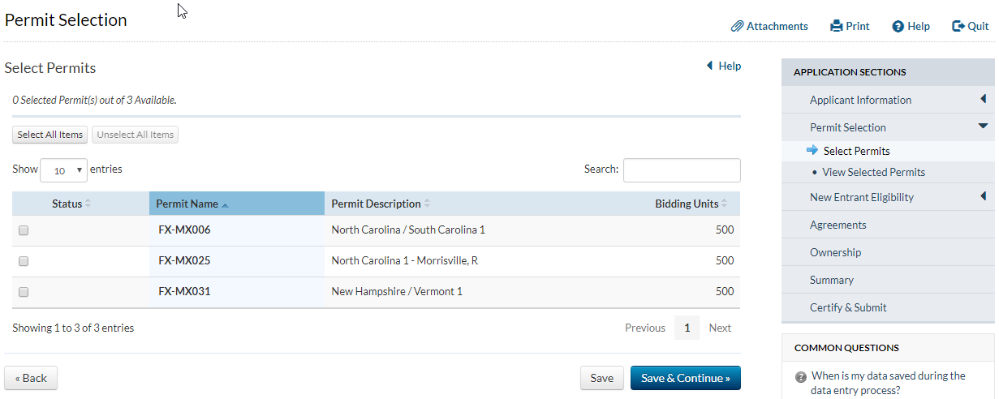 Permit Selection
Attachments Print Help Quit
Select Permits
Help
0 Selected Permit(s) out of 3 Available.
Select All Items Unselect All Items
Show 10 entries
Search:
Status Permit Name Permit Description Bidding Units
FX-MX006 North Carolina / South Carolina 1 500
FX-MX025 North Carolina 1 - Morrisville, R 500
FX-MX031 New Hampshire / Vermont 1 500
Showing 1 to 3 of 3 entries
Previous 1 Next
« Back
Save Save & Continue »
APPLICATION SECTIONS
Applicant Information
Permit Selection
Select Permits
• View Selected Permits
New Entrant Eligibility
Agreements
Ownership
Summary
Certify & Submit
COMMON QUESTIONS
? When is my data saved during the
data entry process?